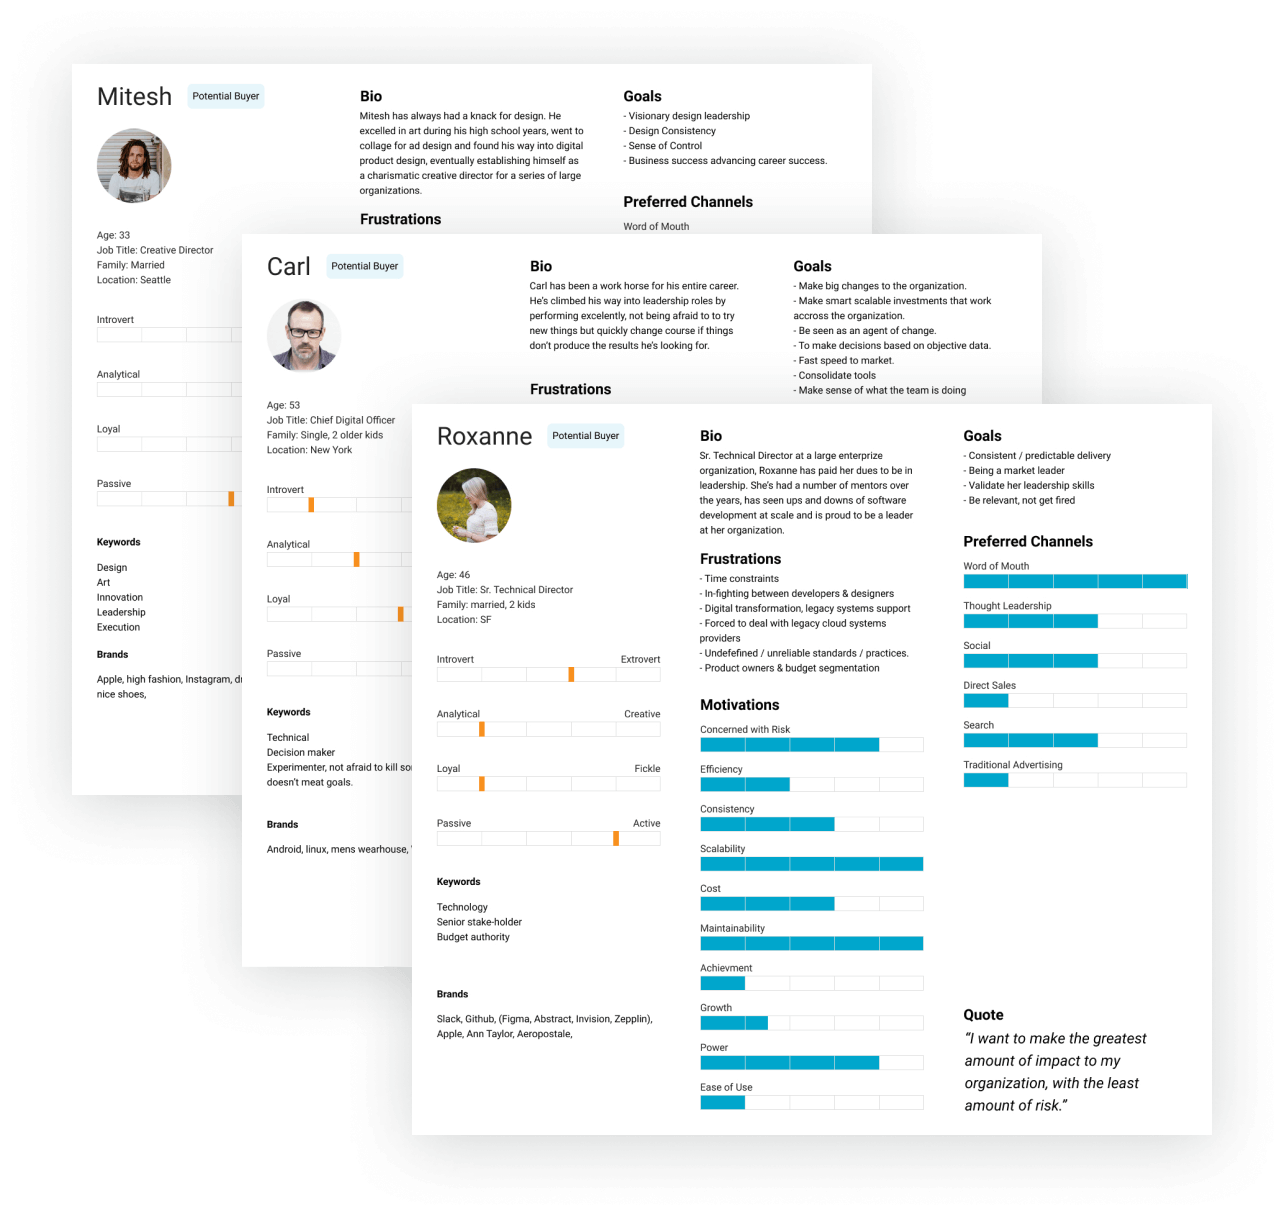 Mitesh
Potential Buyer
Age: 33
Job Title: Creative Director
Family: Married
Location: Seattle
Introvert
Analytical
Loyal
Passive
Keywords
Design
Art
Innovation
Leadership
Execution
Brands
Apple, high fashion, Instagram,
nice shoes,
Bio
Mitesh has always had a knack for design. He
excelled in art during his high school years, went to
collage for ad design and found his way into digital
product design, eventually establishing himself as
a charismatic creative director for a series of large
organizations.
Frustrations
Goals
- Visionary design leadership
- Design Consistency
- Sense of Control
- Business success advancing career success.
Preferred Channels
Word of Mouth
Carl
Potential Buyer
Age: 53
Job Title: Chief Digital Officer
Family: Single, 2 older kids
Location: New York
Introvert
Analytical
Loyal
Passive
Keywords
Technical
Decision maker
Experimenter, not afraid to kill
doesn't meat goals.
Brands
Android, linux, mens wearhouse,
Bio
Carl has been a work horse for his entire career.
He's climbed his way into leadership roles by
performing excelently, not being afraid to to try
new things but quickly change course if things
don't produce the results he's looking for.
Frustrations
Goals
- Make big changes to the organization.
- Make smart scalable investments that work
accross the organization.
- Be seen as an agent of change.
- To make decisions based on objective data.
- Fast speed to market.
- Consolidate tools
- Make sense of what the team is doing
Roxanne
Potential Buyer
Age: 46
Job Title: Sr. Technical Director
Family: married, 2 kids
Location: SF
Introvert Extrovert
Analytical Creative
Loyal Fickle
Passive Active
Keywords
Technology
Senior stake-holder
Budget authority
Brands
Slack, Github, (Figma, Abstract, Invision, Zepplin),
Apple, Ann Taylor, Aeropostale,
Bio
Sr. Technical Director at a large enterprize
organization, Roxanne has paid her dues to be in
leadership. She's had a number of mentors over
the years, has seen ups and downs of software
development at scale and is proud to be a leader
at her organization.
Frustrations
- Time constraints
- In-fighting between developers & designers
- Digital transformation, legacy systems support
- Forced to deal with legacy cloud systems
providers
- Undefefined / unreliable standards / practices.
- Product owners & budget segmentation
Motivations
Concerned with Risk
Efficiency
Consistency
Scalability
Cost
Maintainability
Achievment
Growth
Power
Ease of Use
Goals
- Consistent / predictable delivery
- Being a market leader
- Validate her leadership skills
- Be relevant, not get fired
Preferred Channels
Word of Mouth
Thought Leadership
Social
Direct Sales
Search
Traditional Advertising
Quote
“I want to make the greatest
amount of impact to my
organization, with the least
amount of risk.”